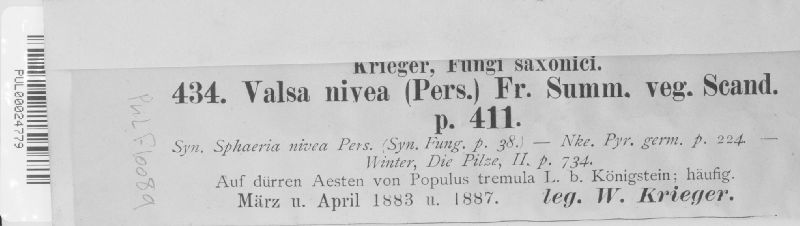 Krieger, Fungi saxonici.
434. Valsa nivea (Pers.) Fr. Summ. veg. Scand.
p. 411.
Syn. Sphaeria nivea Pers. (Syn. Fung. p. 38.) — Nke. Pyr. germ. p. 224. —
Winter, Die Pilze, II. p. 734.
Auf dürren Aesten von Populus tremula L. b. Königstein; häufig.
März u. April 1883 u. 1887. leg. W. Krieger.
PUL00024779
PUL F10089